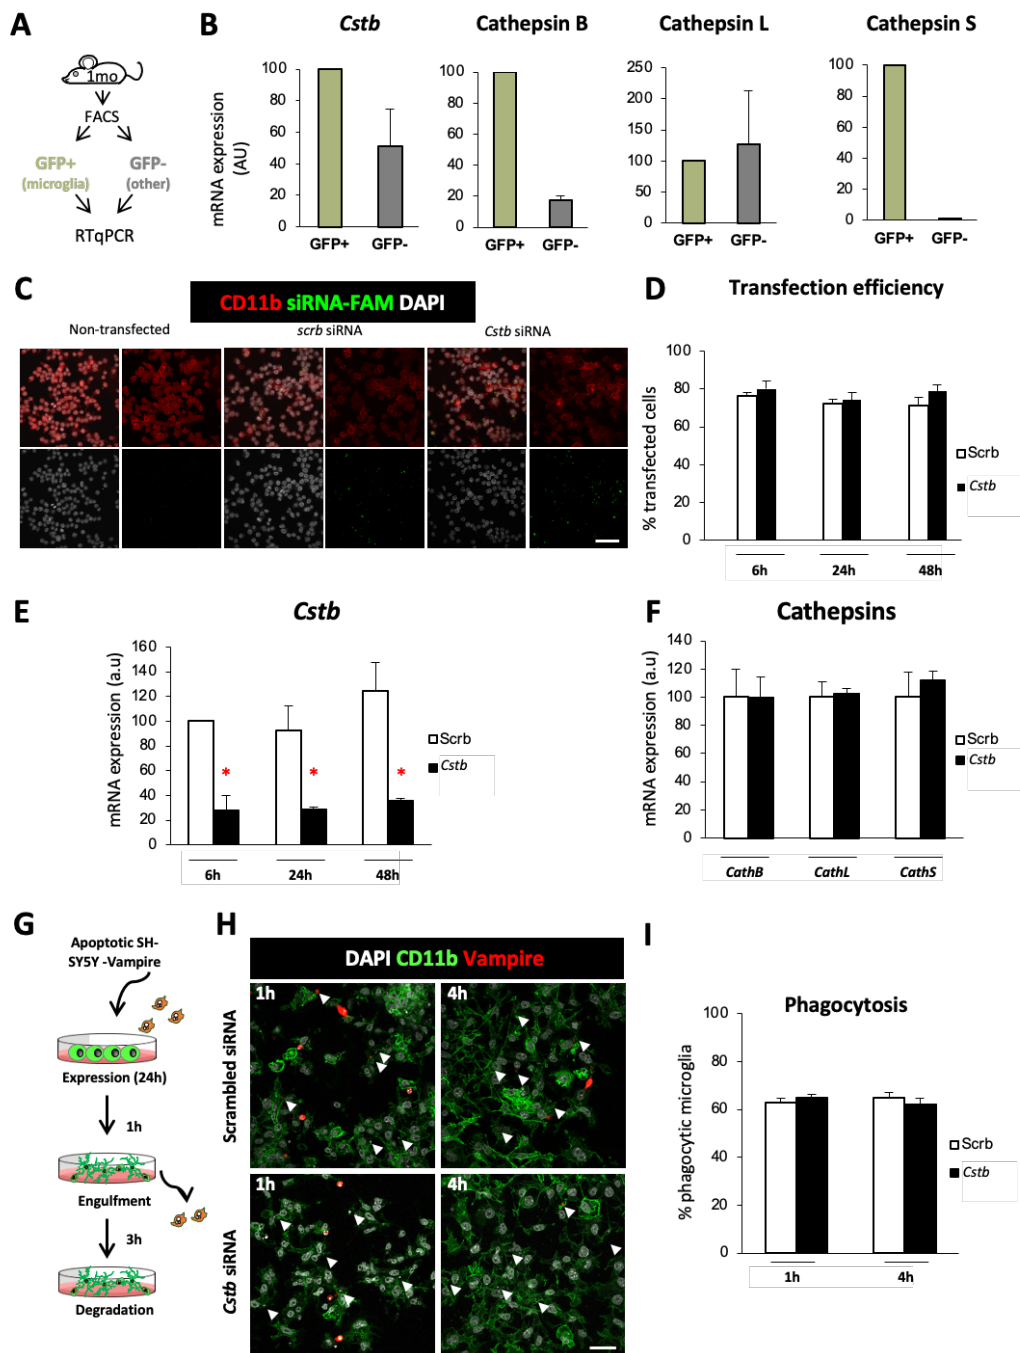 A
1mo
FACS
GFP+
(microglia)
GFP-
(other)
RTqPCR
B
Cstb
Cathepsin B
Cathepsin L
Cathepsin S
mRNA expression
(AU)
100
80
60
40
20
0
GFP+ GFP-
100
80
60
40
20
0
GFP+ GFP-
250
200
150
100
50
0
GFP+ GFP-
100
80
60
40
20
0
GFP+ GFP-
C
CD11b siRNA-FAM DAPI
Non-transfected
scrb siRNA
Cstb siRNA
D
Transfection efficiency
% transfected cells
100
80
60
40
20
0
6h 24h 48h
Scrb
Cstb
E
Cstb
mRNA expression (a.u)
160
140
120
100
80
60
40
20
0
* * *
6h 24h 48h
Scrb
Cstb
F
Cathepsins
mRNA expression (a.u)
140
120
100
80
60
40
20
0
CathB CathL CathS
Scrb
Cstb
G
Apoptotic SH-
SY5Y -Vampire
Expression (24h)
1h
Engulfment
3h
Degradation
H
DAPI CD11b Vampire
Scrambled siRNA
1h
4h
Cstb siRNA
1h
4h
I
Phagocytosis
% phagocytic microglia
100
80
60
40
20
0
1h 4h
Scrb
Cstb